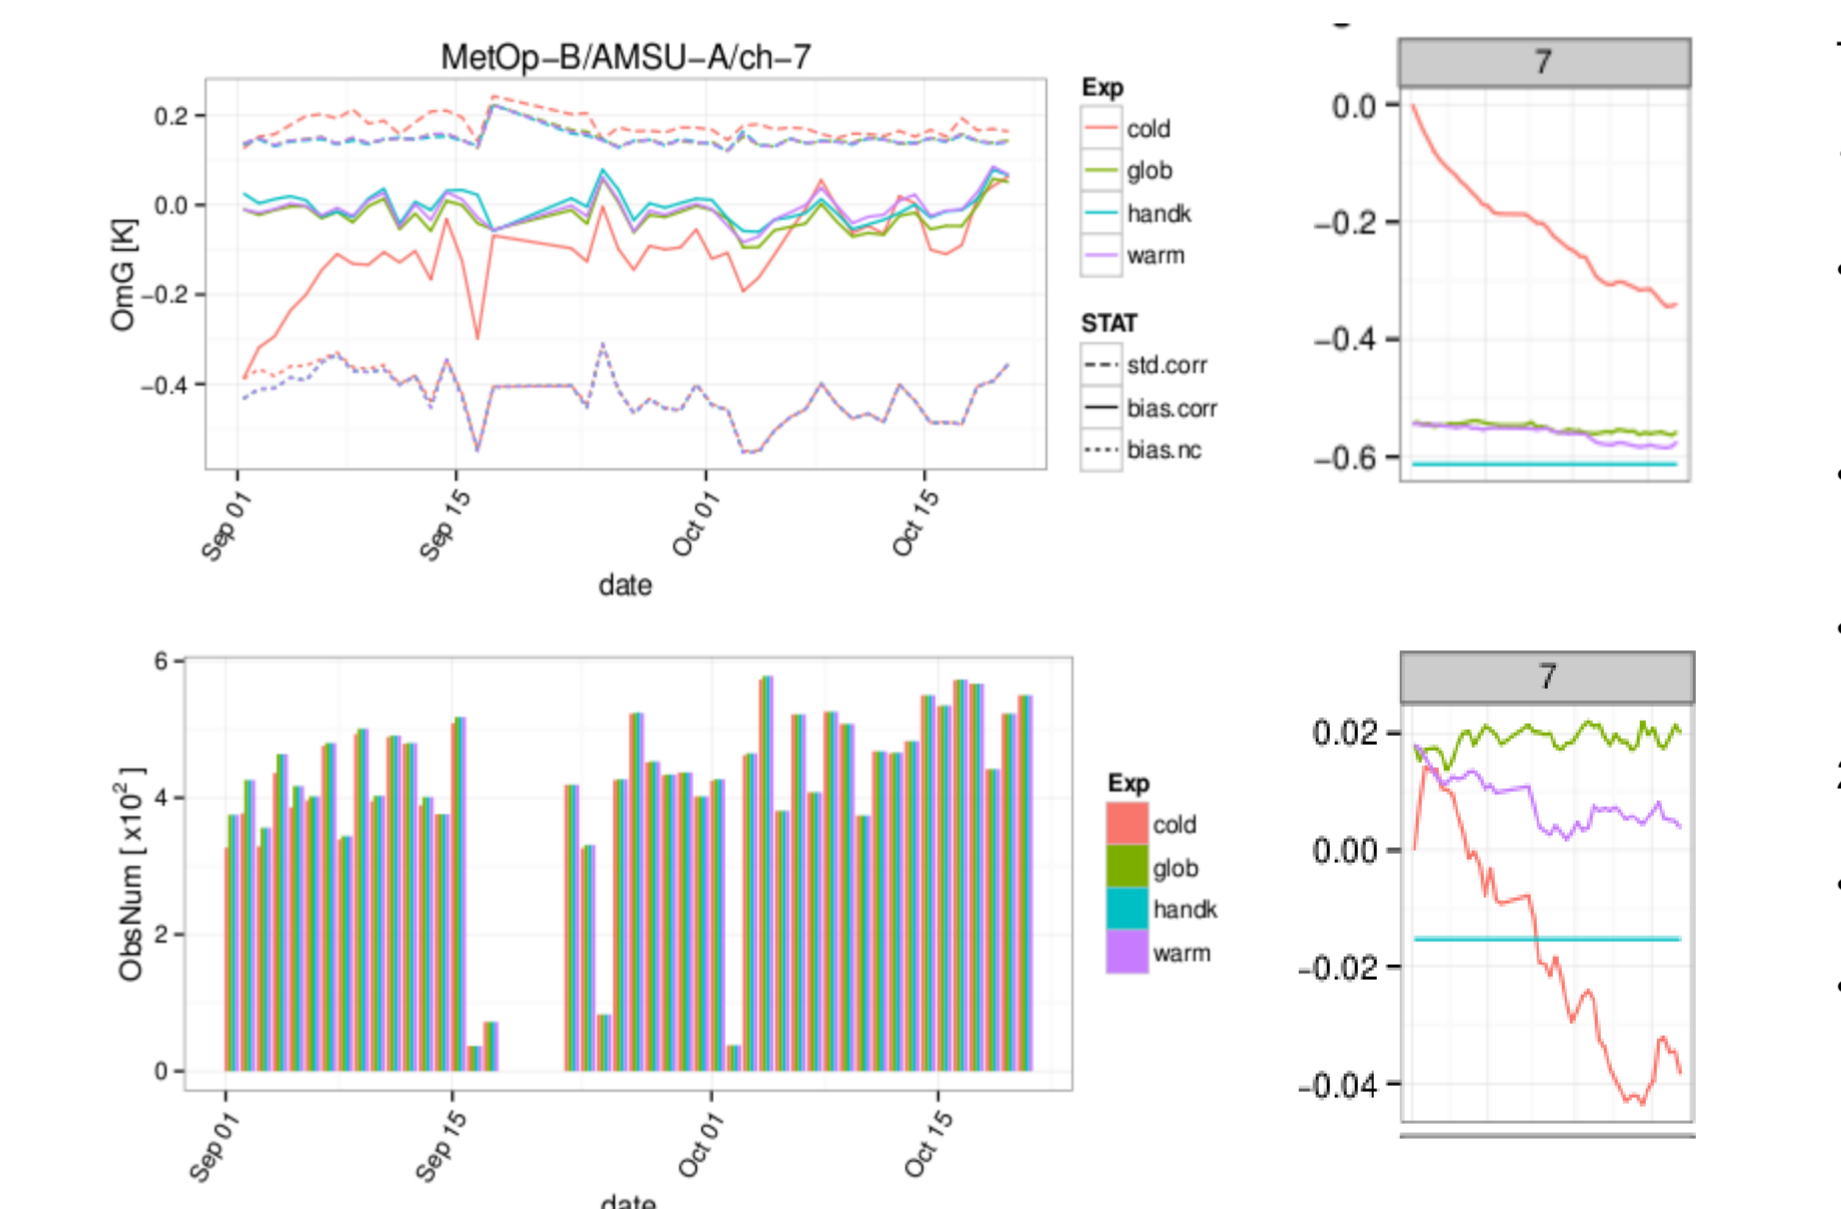 MetOp−B/AMSU−A/ch−7
OmG [K]
0.2
0.0
−0.2
−0.4
Sep 01
Sep 15
Oct 01
Oct 15
date
Exp
cold
glob
handk
warm
STAT
std.corr
bias.corr
bias.nc
7
0.0
−0.2
−0.4
−0.6
ObsNum [ x10²]
6
4
2
0
Sep 01
Sep 15
Oct 01
Oct 15
date
Exp
cold
glob
handk
warm
7
0.02
0.00
−0.02
−0.04